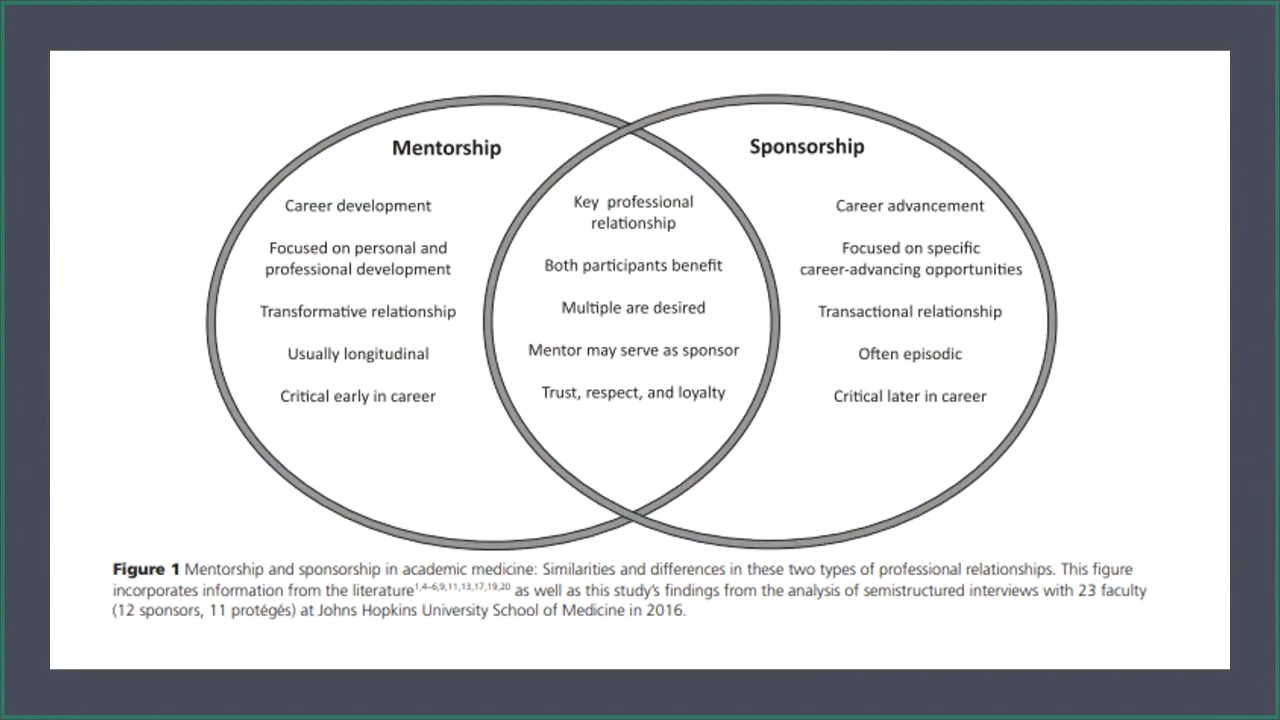 Mentorship
Career development
Focused on personal and
professional development
Transformative relationship
Usually longitudinal
Critical early in career
Key professional
relationship
Both participants benefit
Multiple are desired
Mentor may serve as sponsor
Trust, respect, and loyalty
Sponsorship
Career advancement
Focused on specific
career-advancing opportunities
Transactional relationship
Often episodic
Critical later in career
Figure 1 Mentorship and sponsorship in academic medicine: Similarities and differences in these two types of professional relationships. This figure
incorporates information from the literature1,4–6,9,11,13,17,19,20 as well as this study's findings from the analysis of semistructured interviews with 23 faculty
(12 sponsors, 11 protégés) at Johns Hopkins University School of Medicine in 2016.